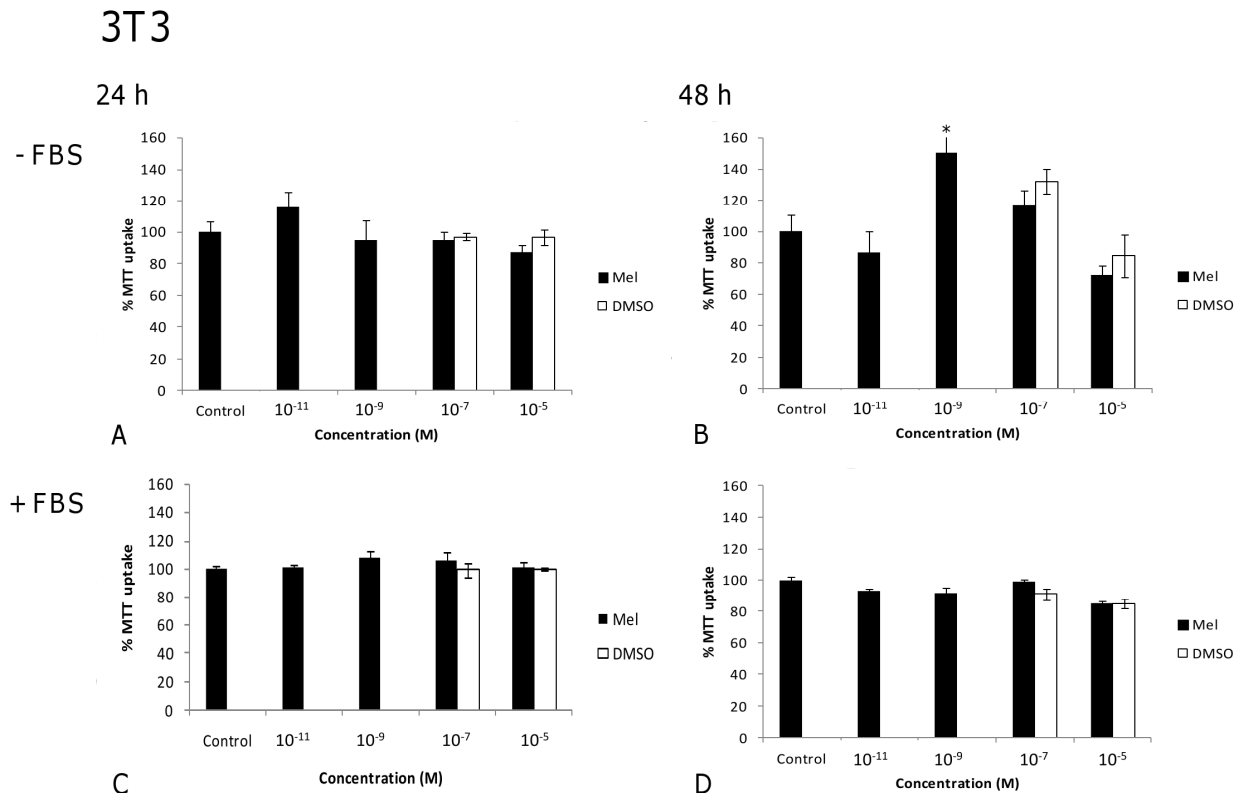 3T3
24 h
48 h
- FBS
160
140
120
100
80
60
40
20
0
% MTT uptake
Control
10⁻¹¹
10⁻⁹
10⁻⁷
10⁻⁵
Concentration (M)
Mel
DMSO
A
*
160
140
120
100
80
60
40
20
0
% MTT uptake
Control
10⁻¹¹
10⁻⁹
10⁻⁷
10⁻⁵
Concentration (M)
Mel
DMSO
B
+ FBS
160
140
120
100
80
60
40
20
0
% MTT uptake
Control
10⁻¹¹
10⁻⁹
10⁻⁷
10⁻⁵
Concentration (M)
Mel
DMSO
C
160
140
120
100
80
60
40
20
0
% MTT uptake
Control
10⁻¹¹
10⁻⁹
10⁻⁷
10⁻⁵
Concentration (M)
Mel
DMSO
D